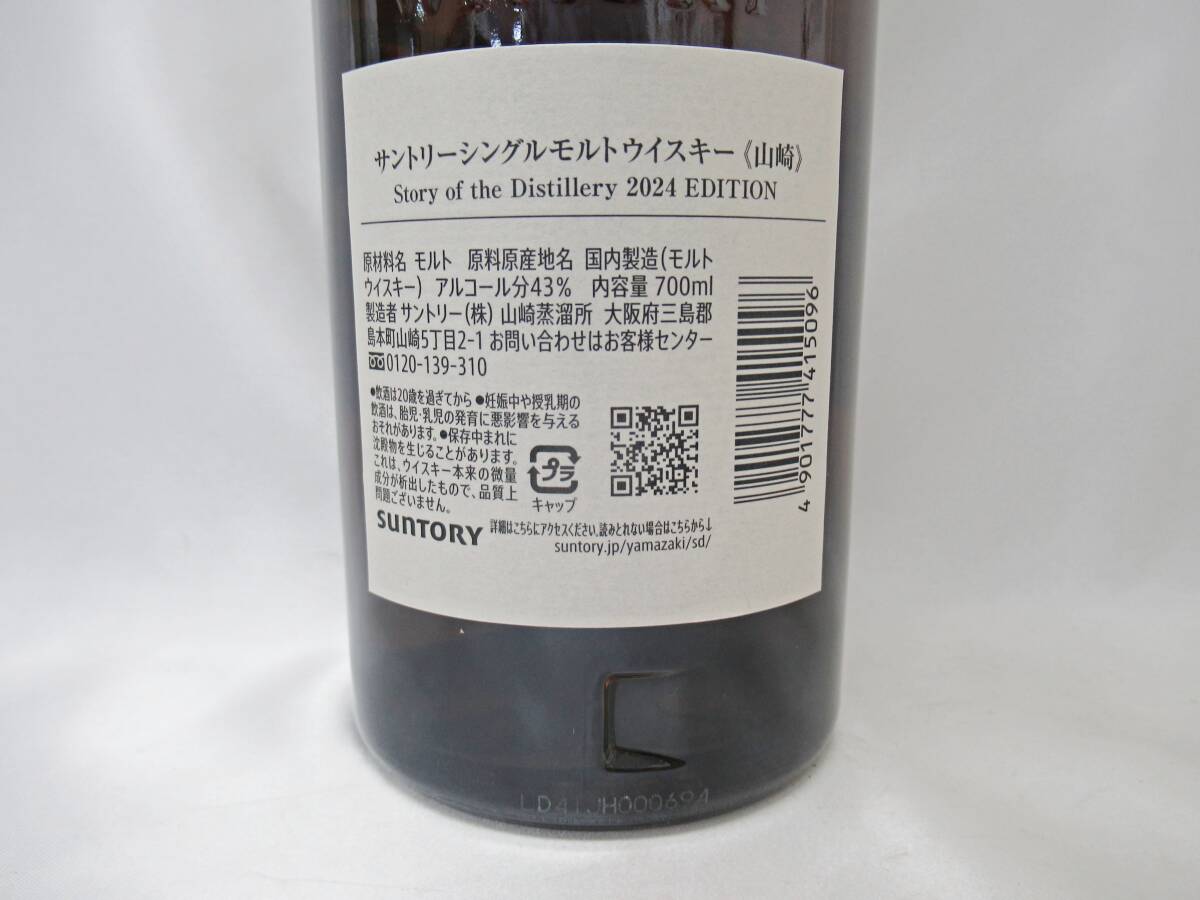 サントリーシングルモルトウイスキー《山崎》
Story of the Distillery 2024 EDITION
原材料名 モルト 原料原産地名 国内製造(モルト
ウイスキー) アルコール分43% 内容量 700ml
製造者 サントリー(株) 山崎蒸溜所 大阪府三島郡
島本町山崎5丁目2-1 お問い合わせはお客様センター
0120-139-310
●飲酒は20歳を過ぎてから ●妊娠中や授乳期の
飲酒は、胎児・乳児の発育に悪影響を与える
おそれがあります。●保存中まれに
沈殿物を生じることがあります。
これは、ウイスキー本来の微量
成分が析出したもので、品質上
問題ございません。
プラ
キャップ
SUNTORY
詳細はこちらにアクセスください。読みとれない場合はこちらから↓
suntory.jp/yamazaki/sd/
4 901777 415096
LD41JH000694